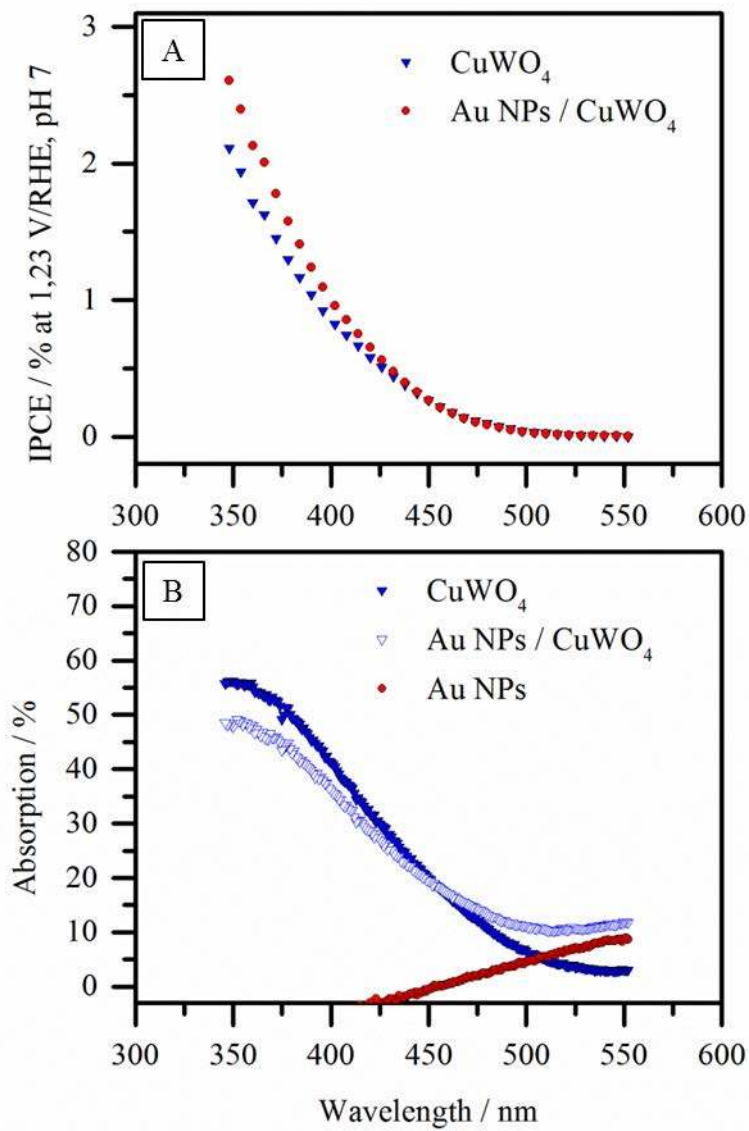 A
CuWO₄
Au NPs / CuWO₄
IPCE / % at 1,23 V/RHE, pH 7
3
2
1
0
300 350 400 450 500 550 600
B
CuWO₄
Au NPs / CuWO₄
Au NPs
Absorption / %
80
70
60
50
40
30
20
10
0
300 350 400 450 500 550 600
Wavelength / nm